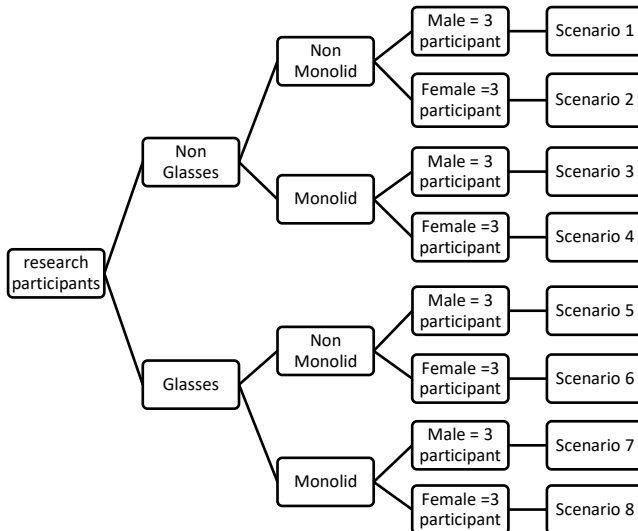 research
participants
Non
Glasses
Non
Monolid
Male = 3
participant
Scenario 1
Female =3
participant
Scenario 2
Monolid
Male = 3
participant
Scenario 3
Female =3
participant
Scenario 4
Glasses
Non
Monolid
Male = 3
participant
Scenario 5
Female =3
participant
Scenario 6
Monolid
Male = 3
participant
Scenario 7
Female =3
participant
Scenario 8